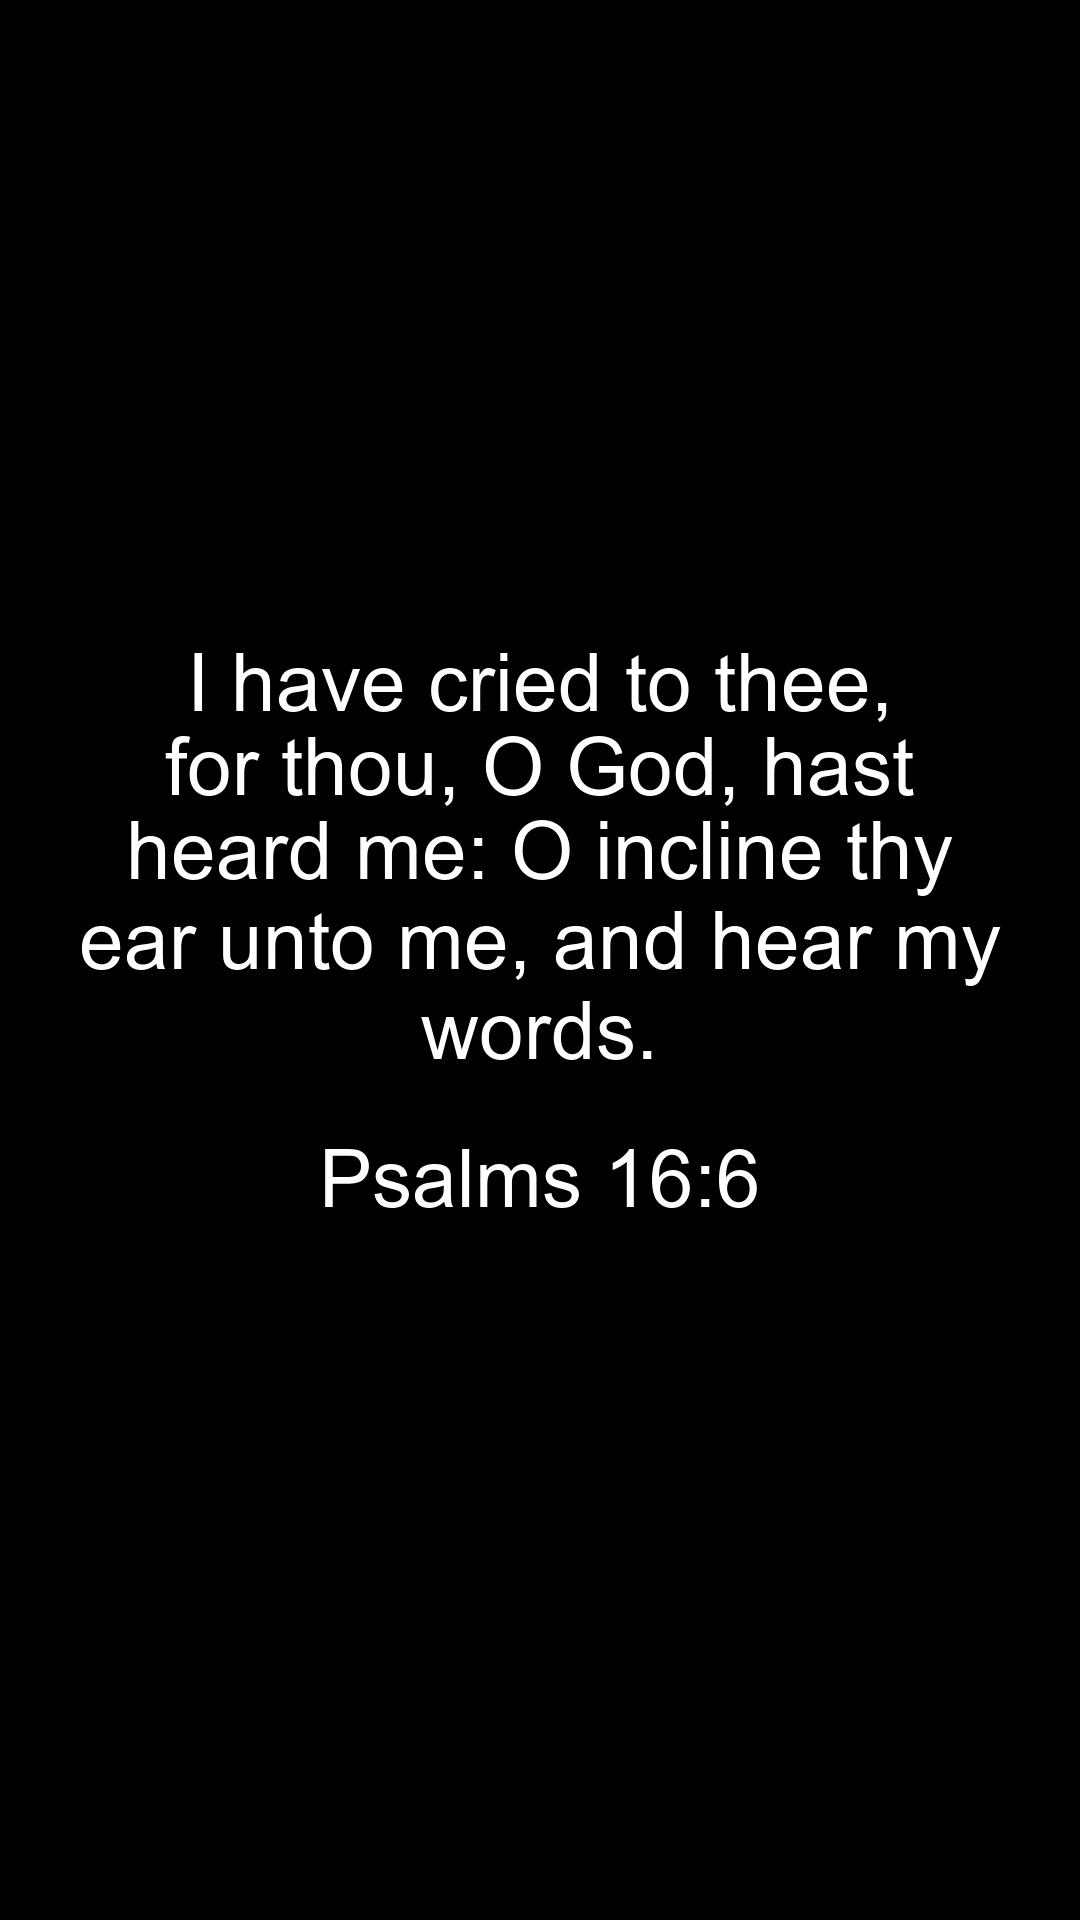 I have cried to thee,
for thou, O God, hast
heard me: O incline thy
ear unto me, and hear my
words.
Psalms 16:6